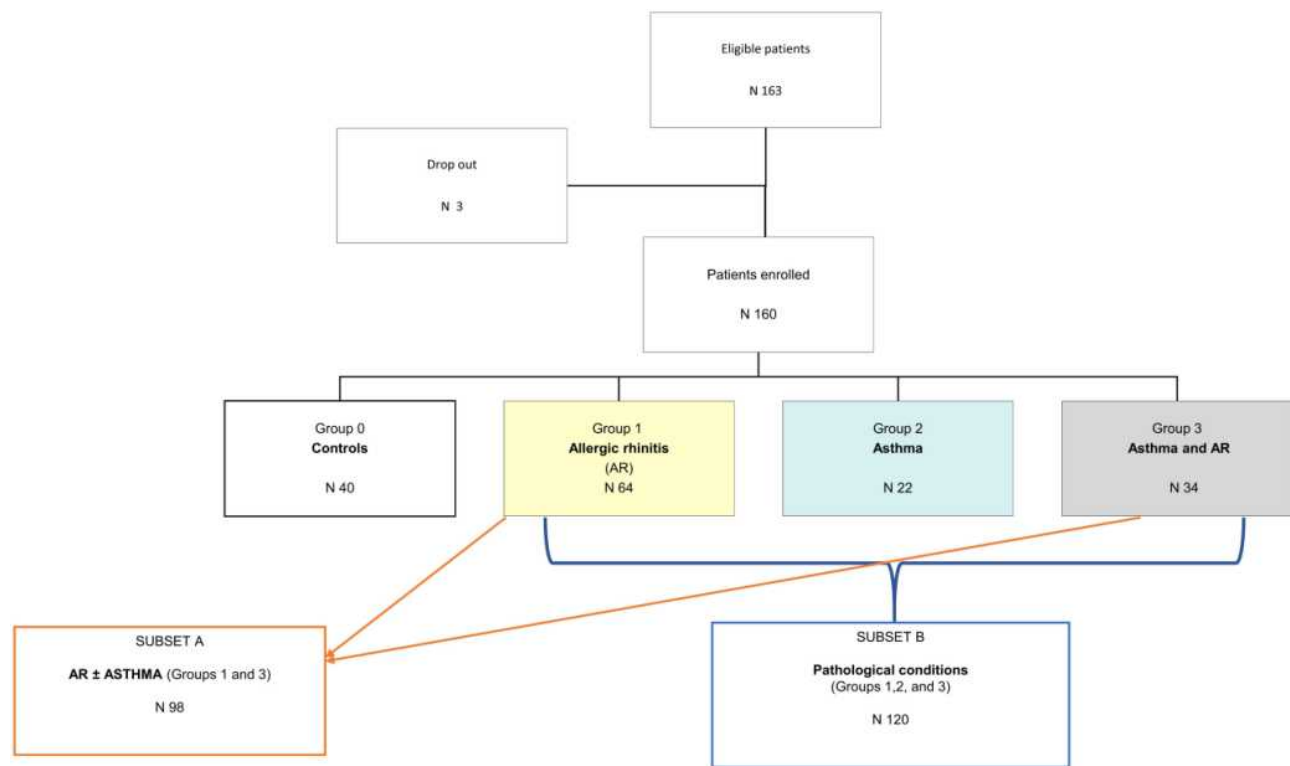 Eligible patients
N 163
Drop out
N 3
Patients enrolled
N 160
Group 0
Controls
N 40
Group 1
Allergic rhinitis
(AR)
N 64
Group 2
Asthma
N 22
Group 3
Asthma and AR
N 34
SUBSET A
AR ± ASTHMA (Groups 1 and 3)
N 98
SUBSET B
Pathological conditions
(Groups 1,2, and 3)
N 120